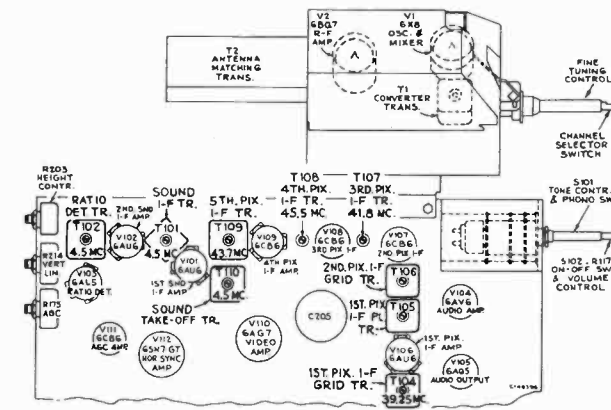 V2
6BQ7
R-F
AMP.
V1
6X8
OSC. &
MIXER
A
A
T2
ANTENNA
MATCHING
TRANS.
T1
CONVERTER
TRANS.
FINE
TUNING
CONTROL
CHANNEL
SELECTOR
SWITCH
R203
HEIGHT
CONTR.
RATIO
DET. TR.
T102
4.5 MC.
2ND. SND
I-F AMP.
V102
6AU6
SOUND
I-F TR.
T101
4.5 MC.
5TH. PIX.
I-F TR.
T109
43.7 MC.
V109
6CB6
4TH PIX
I-F AMP.
T108
4TH. PIX.
I-F TR.
45.5 MC.
T107
3RD. PIX.
I-F TR.
41.8 MC.
V108
6CB6
3RD PIX I-F
V107
6CB6
2ND. PIX I-F
S101
TONE CONTR.
& PHONO SW.
S102 - R117
ON-OFF SW.
& VOLUME
CONTROL
R214
VERT
LIN
V103
6AL5
RATIO DET.
V101
6AU6
1ST. SND
I-F AMP.
T110
4.5 MC.
SOUND
TAKE-OFF TR.
2ND. PIX. I-F
GRID TR.
T106
1ST. PIX
I-F PL.
TR.
T105
V104
6AV6
AUDIO AMP.
R175
AGC
V111
6CB6
AGC AMP.
V112
6SN7 GT
HOR SYNC
AMP
V110
6AG7
VIDEO
AMP
C205
V106
6AU6
1ST. PIX.
I-F AMP
V105
6AQ5
AUDIO OUTPUT
1ST. PIX. I-F
GRID TR.
T104
39.25 MC.